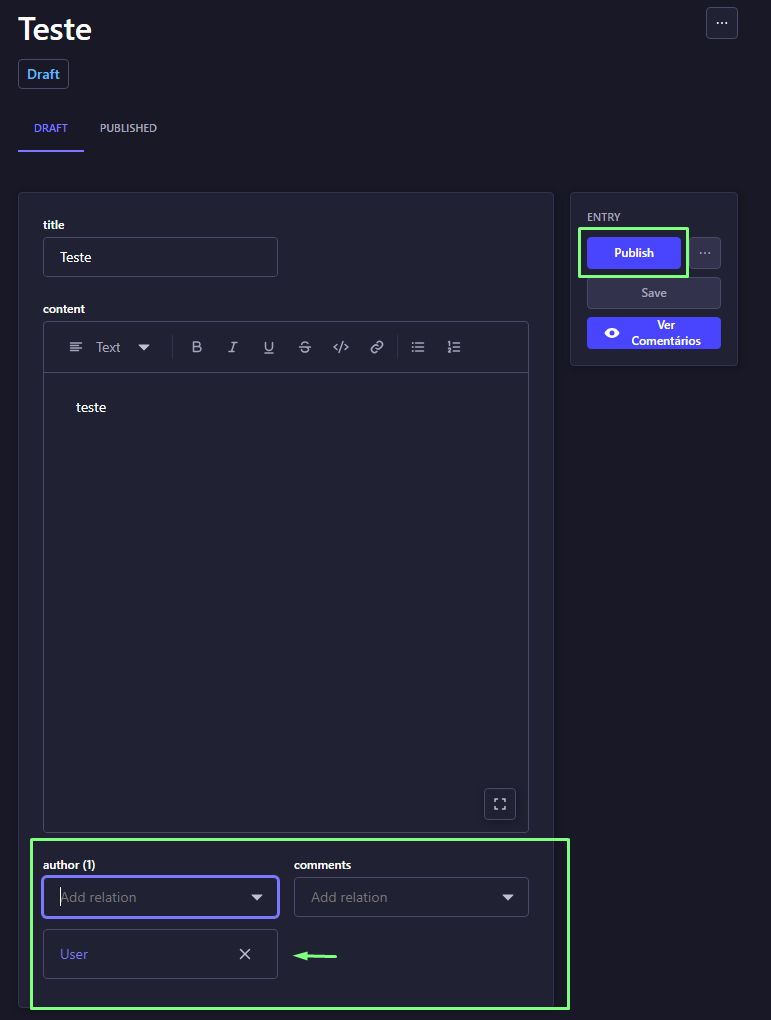 Teste
...
Draft
DRAFT PUBLISHED
title
Teste
content
Text B I U S </>
teste
author (1) comments
Add relation Add relation
User
ENTRY
Publish ...
Save
Ver
Comentários